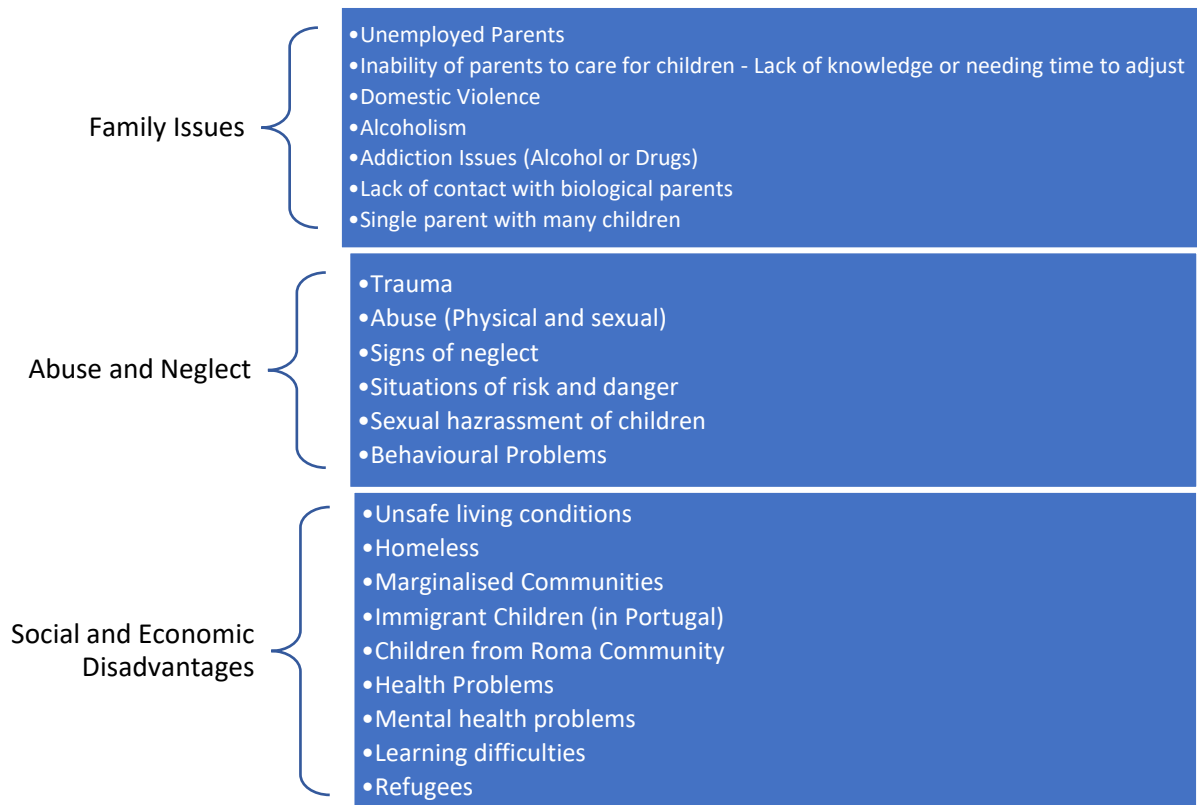 Family Issues
•Unemployed Parents
•Inability of parents to care for children - Lack of knowledge or needing time to adjust
•Domestic Violence
•Alcoholism
•Addiction Issues (Alcohol or Drugs)
•Lack of contact with biological parents
•Single parent with many children
Abuse and Neglect
•Trauma
•Abuse (Physical and sexual)
•Signs of neglect
•Situations of risk and danger
•Sexual hazrassment of children
•Behavioural Problems
Social and Economic
Disadvantages
•Unsafe living conditions
•Homeless
•Marginalised Communities
•Immigrant Children (in Portugal)
•Children from Roma Community
•Health Problems
•Mental health problems
•Learning difficulties
•Refugees